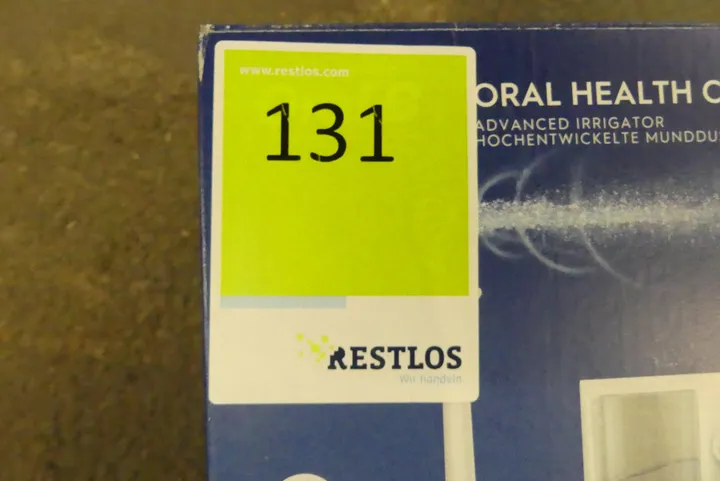 www.restlos.com
131
ORAL HEALTH C
ADVANCED IRRIGATOR
HOCHENTWICKELTE MUNDDU
RESTLOS
Wir handeln